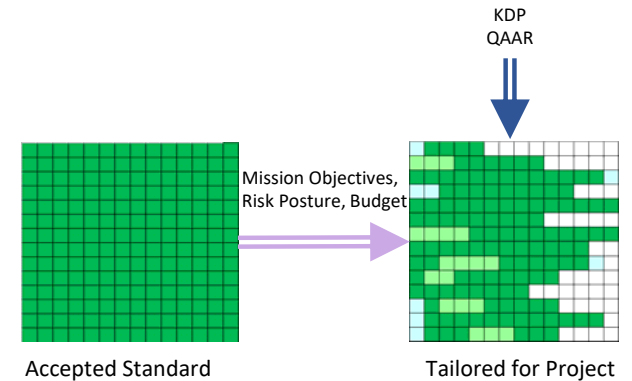 KDP
QAAR
Mission Objectives,
Risk Posture, Budget
Accepted Standard
Tailored for Project